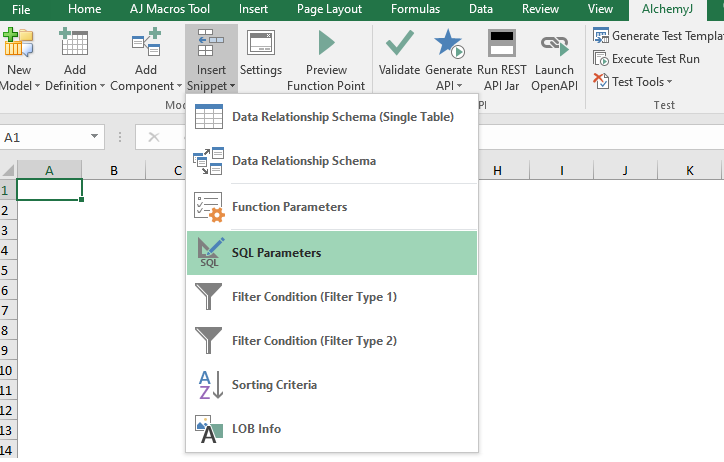 File Home AJ Macros Tool Insert Page Layout Formulas Data Review View AlchemyJ
New Model
Add Definition
Add Component
Insert Snippet
Settings
Preview Function Point
Validate
Generate API
Run REST API Jar
Launch OpenAPI
Generate Test Templa
Execute Test Run
Test Tools
Mo
PI
Test
A1
A B C H I J K
1
2
3
4
5
6
7
8
9
10
11
12
13
14
Data Relationship Schema (Single Table)
Data Relationship Schema
Function Parameters
SQL
SQL Parameters
Filter Condition (Filter Type 1)
Filter Condition (Filter Type 2)
A
Z
Sorting Criteria
A
LOB Info